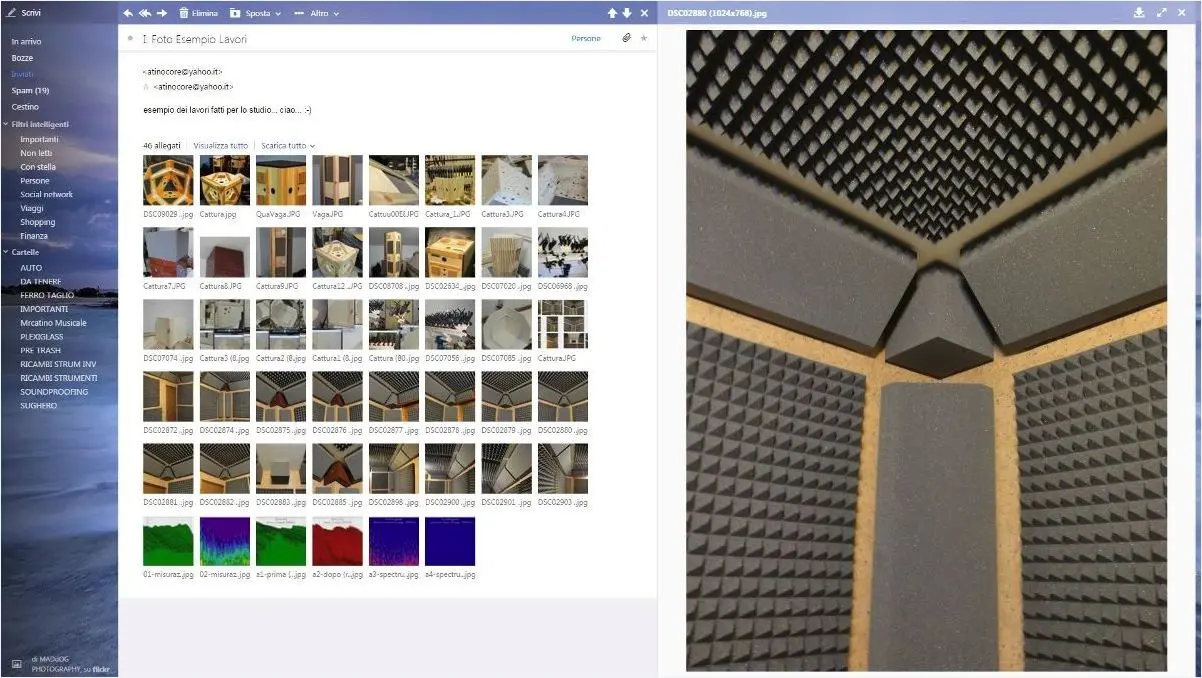 Scrivi
In arrivo
Bozze
Inviati
Spam (19)
Cestino
Filtri intelligenti
Importanti
Non letti
Con stella
Persone
Social network
Viaggi
Shopping
Finanza
Cartelle
AUTO
DA TENERE
FERRO TAGLIO
IMPORTANTI
Mrcatino Musicale
PLEXIGLASS
PRE TRASH
RICAMBI STRUM INV
RICAMBI STRUMENTI
SOUNDPROOFING
SUGHERO
di MADdOG
PHOTOGRAPHY, su flickr
Elimina Sposta Altro
I: Foto Esempio Lavori Persone
<atinocore@yahoo.it>
A <atinocore@yahoo.it>
esempio dei lavori fatti per lo studio... ciao... :-)
46 allegati Visualizza tutto Scarica tutto
DSC09029...jpg Cattura.jpg QuaVaga.JPG Vaga.JPG Cattuu00E8.JPG Cattura_1.JPG Cattura3.JPG Cattura4.JPG
Cattura7.JPG Cattura8.JPG Cattura9.JPG Cattura12...JPG DSC08708...jpg DSC02634_...jpg DSC07020...jpg DSC06968...jpg
DSC07074...jpg Cattura3 (8.jpg Cattura2 (8.jpg Cattura1 (8.jpg Cattura (80.jpg DSC07056...jpg DSC07085...jpg Cattura.JPG
DSC02872...jpg DSC02874...jpg DSC02875...jpg DSC02876...jpg DSC02877...jpg DSC02878...jpg DSC02879...jpg DSC02880...jpg
DSC02881...jpg DSC02882...jpg DSC02883...jpg DSC02885...jpg DSC02898...jpg DSC02900...jpg DSC02901...jpg DSC02903...jpg
01-misuraz.jpg 02-misuraz.jpg a1-prima (...jpg a2-dopo (r...jpg a3-spectru...jpg a4-spectru...jpg
DSC02880 (1024x768).jpg